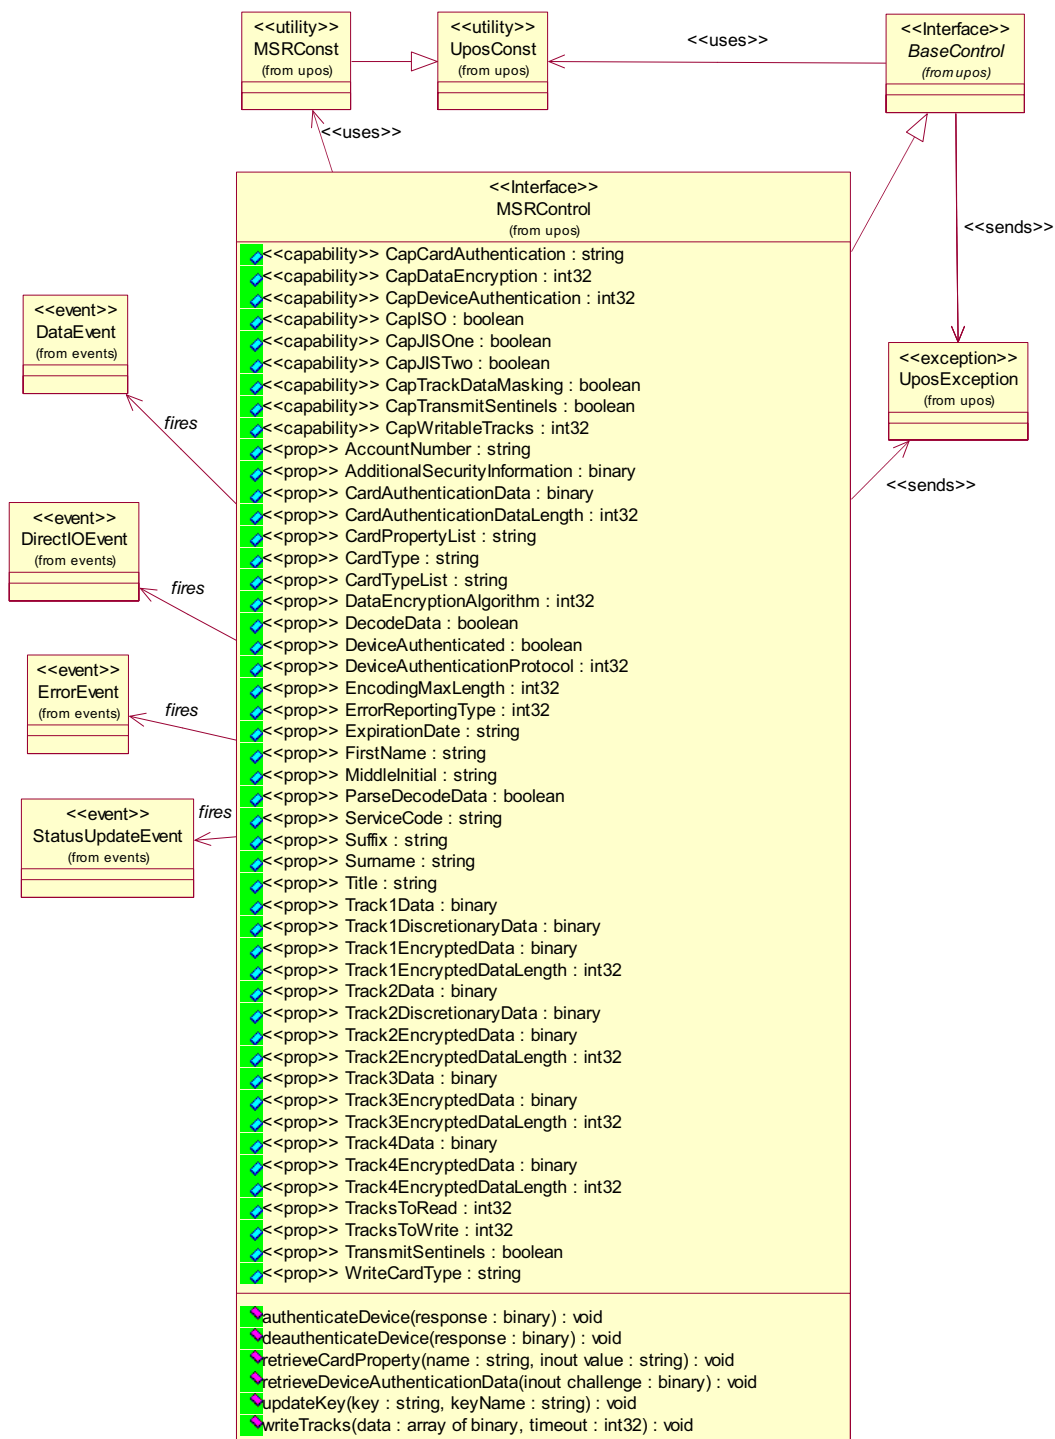 <<utility>>
MSRConst
(from upos)
<<utility>>
UposConst
(from upos)
<<uses>>
<<Interface>>
BaseControl
(from upos)
<<uses>>
<<sends>>
<<Interface>>
MSRControl
(from upos)
<<capability>> CapCardAuthentication : string
<<capability>> CapDataEncryption : int32
<<capability>> CapDeviceAuthentication : int32
<<capability>> CapISO : boolean
<<capability>> CapJISOne : boolean
<<capability>> CapJISTwo : boolean
<<capability>> CapTrackDataMasking : boolean
<<capability>> CapTransmitSentinels : boolean
<<capability>> CapWritableTracks : int32
<<prop>> AccountNumber : string
<<prop>> AdditionalSecurityInformation : binary
<<prop>> CardAuthenticationData : binary
<<prop>> CardAuthenticationDataLength : int32
<<prop>> CardPropertyList : string
<<prop>> CardType : string
<<prop>> CardTypeList : string
<<prop>> DataEncryptionAlgorithm : int32
<<prop>> DecodeData : boolean
<<prop>> DeviceAuthenticated : boolean
<<prop>> DeviceAuthenticationProtocol : int32
<<prop>> EncodingMaxLength : int32
<<prop>> ErrorReportingType : int32
<<prop>> ExpirationDate : string
<<prop>> FirstName : string
<<prop>> MiddleInitial : string
<<prop>> ParseDecodeData : boolean
<<prop>> ServiceCode : string
<<prop>> Suffix : string
<<prop>> Surname : string
<<prop>> Title : string
<<prop>> Track1Data : binary
<<prop>> Track1DiscretionaryData : binary
<<prop>> Track1EncryptedData : binary
<<prop>> Track1EncryptedDataLength : int32
<<prop>> Track2Data : binary
<<prop>> Track2DiscretionaryData : binary
<<prop>> Track2EncryptedData : binary
<<prop>> Track2EncryptedDataLength : int32
<<prop>> Track3Data : binary
<<prop>> Track3EncryptedData : binary
<<prop>> Track3EncryptedDataLength : int32
<<prop>> Track4Data : binary
<<prop>> Track4EncryptedData : binary
<<prop>> Track4EncryptedDataLength : int32
<<prop>> TracksToRead : int32
<<prop>> TracksToWrite : int32
<<prop>> TransmitSentinels : boolean
<<prop>> WriteCardType : string
authenticateDevice(response : binary) : void
deauthenticateDevice(response : binary) : void
retrieveCardProperty(name : string, inout value : string) : void
retrieveDeviceAuthenticationData(inout challenge : binary) : void
updateKey(key : string, keyName : string) : void
writeTracks(data : array of binary, timeout : int32) : void
<<event>>
DataEvent
(from events)
fires
<<event>>
DirectIOEvent
(from events)
fires
<<event>>
ErrorEvent
(from events)
fires
<<event>>
StatusUpdateEvent
(from events)
fires
<<exception>>
UposException
(from upos)
<<sends>>